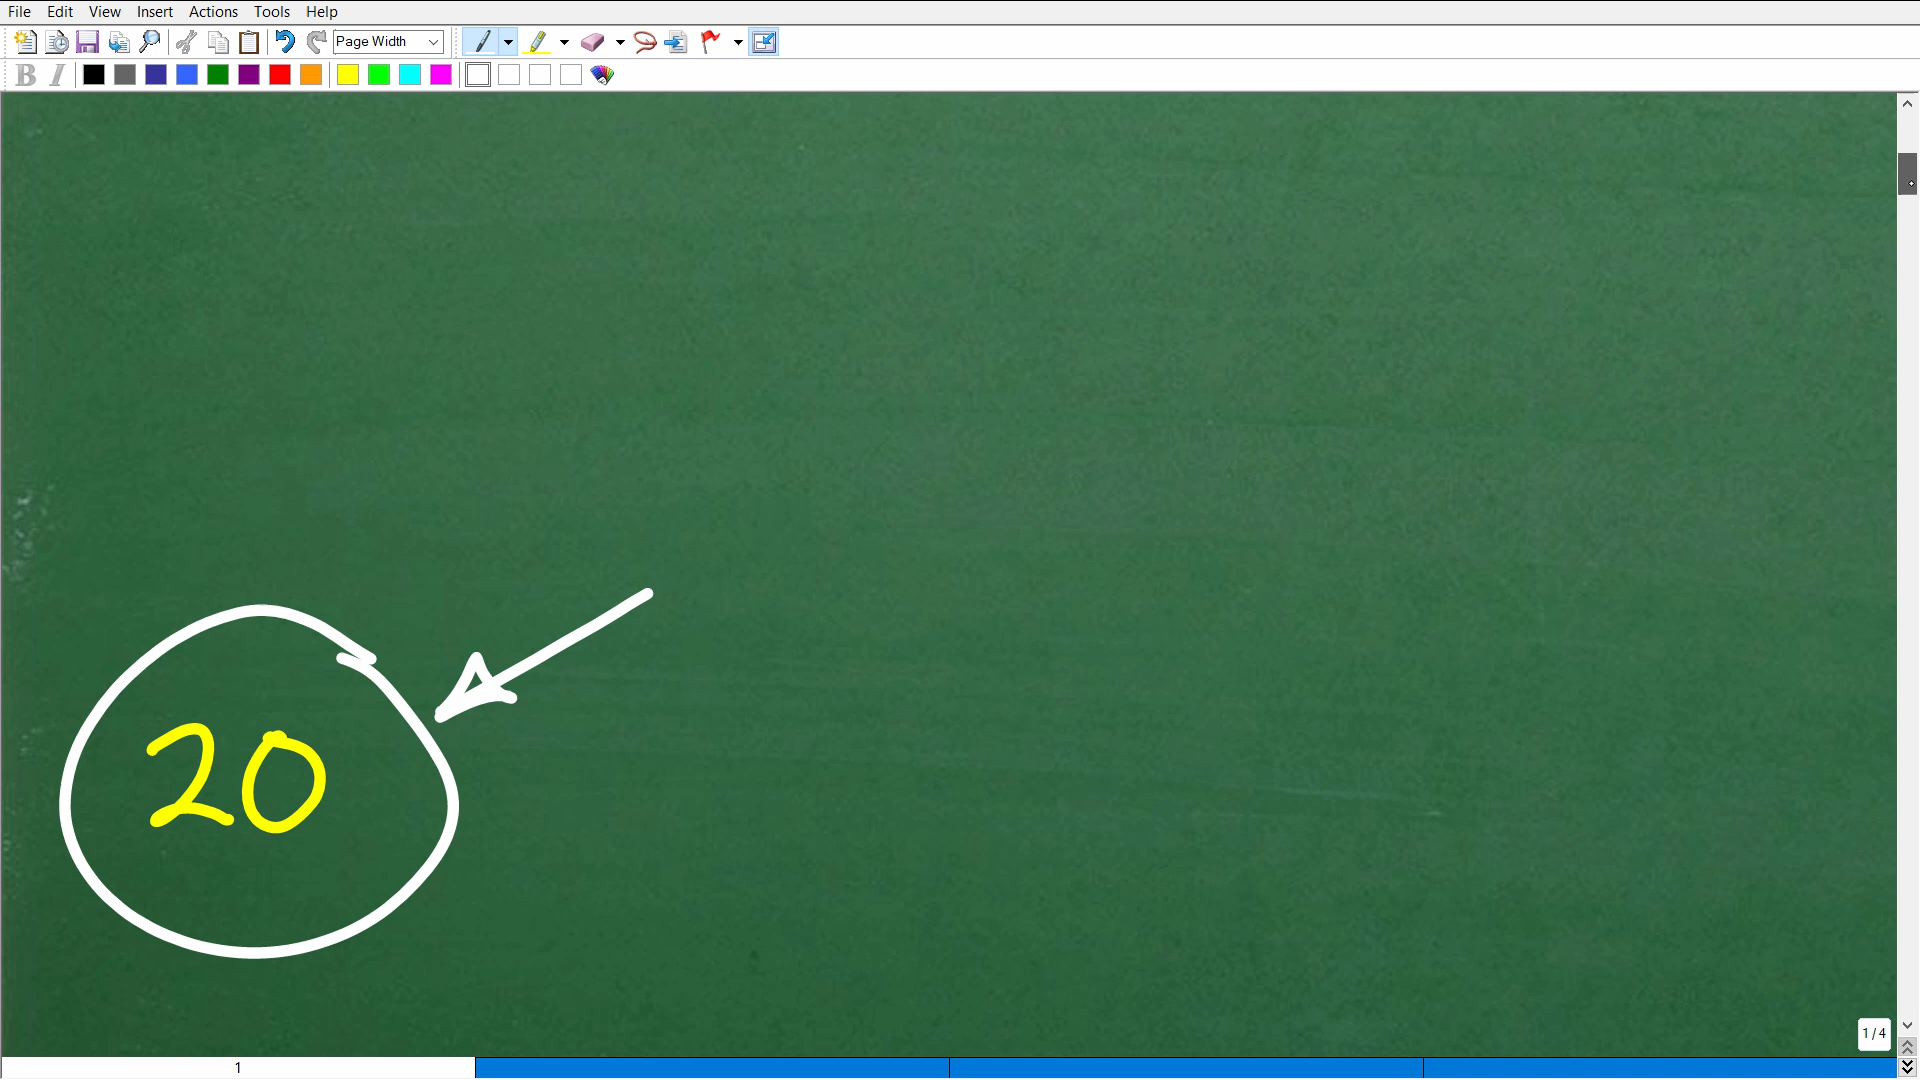 File Edit View Insert Actions Tools Help
Page Width
B I
20
1 / 4
1